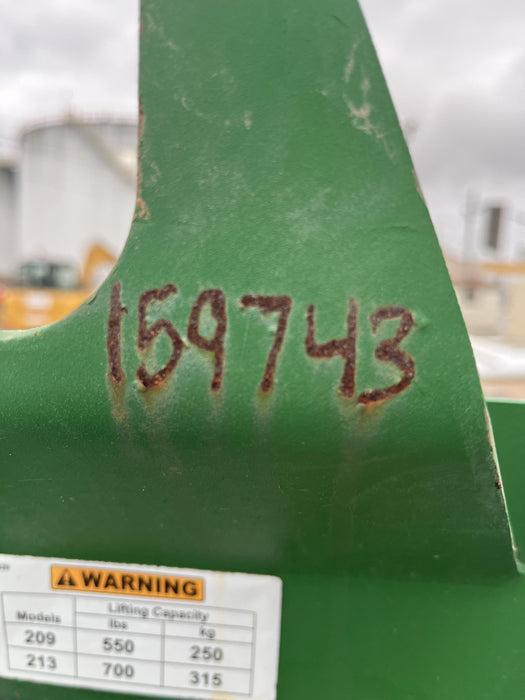 159743
WARNING
Models Lifting Capacity
lbs kg
209 550 250
213 700 315